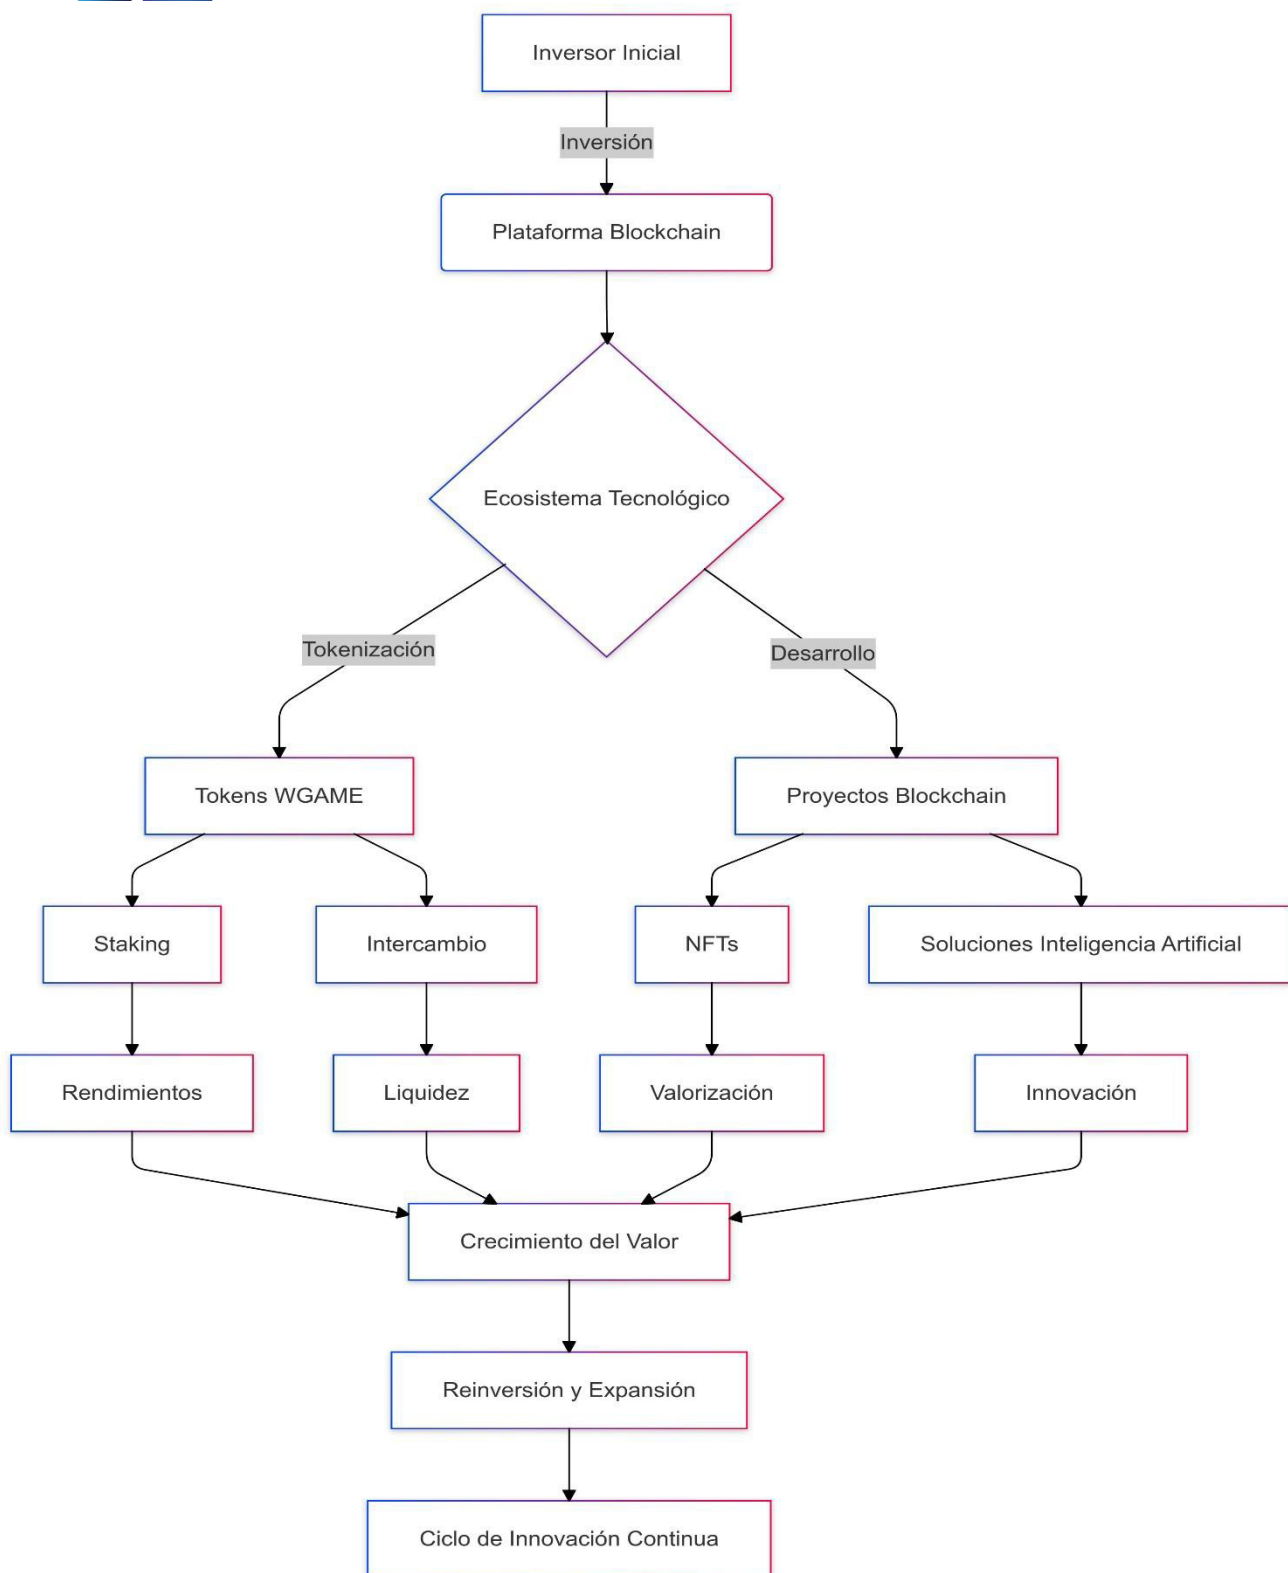 Inversor Inicial
Inversión
Plataforma Blockchain
Ecosistema Tecnológico
Tokenización
Desarrollo
Tokens WGAME
Proyectos Blockchain
Staking
Intercambio
NFTs
Soluciones Inteligencia Artificial
Rendimientos
Liquidez
Valorización
Innovación
Crecimiento del Valor
Reinversión y Expansión
Ciclo de Innovación Continua